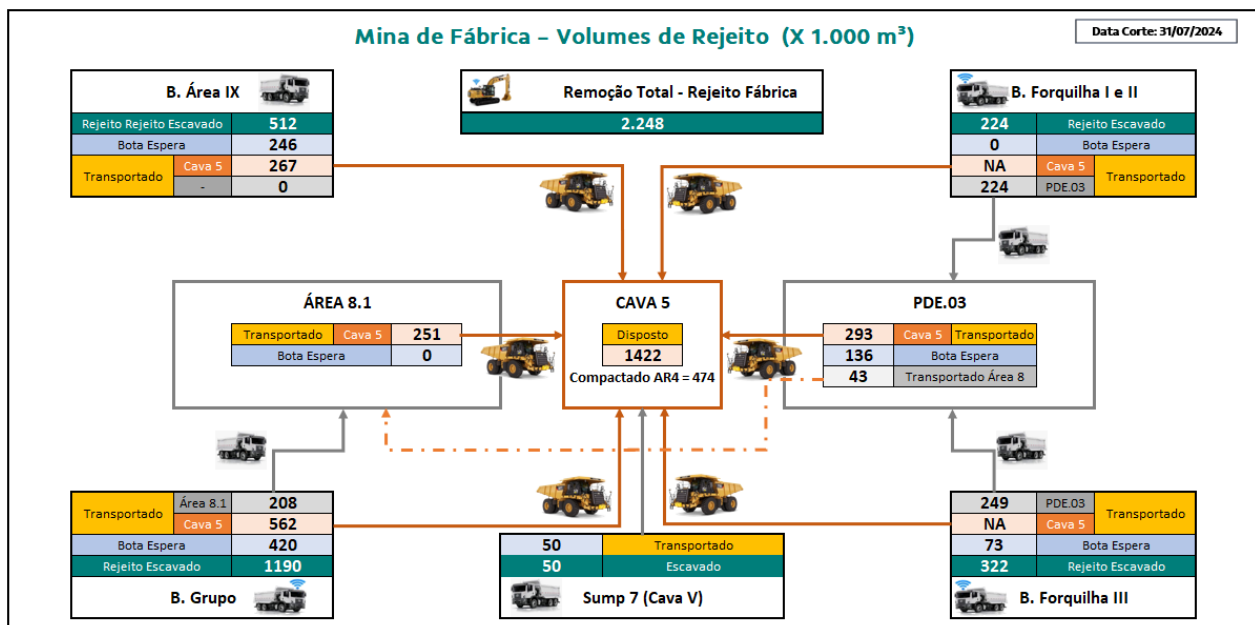 Mina de Fábrica – Volumes de Rejeito (X 1.000 m³)
Data Corte: 31/07/2024
B. Área IX
Rejeito Rejeito Escavado 512
Bota Espera 246
Transportado Cava 5 267
- 0
Remoção Total - Rejeito Fábrica
2.248
B. Forquilha I e II
224 Rejeito Escavado
0 Bota Espera
NA Cava 5 Transportado
224 PDE.03
ÁREA 8.1
Transportado Cava 5 251
Bota Espera 0
CAVA 5
Disposto
1422
Compactado AR4 = 474
PDE.03
293 Cava 5 Transportado
136 Bota Espera
43 Transportado Área 8
Transportado Área 8.1 208
Cava 5 562
Bota Espera 420
Rejeito Escavado 1190
B. Grupo
50 Transportado
50 Escavado
Sump 7 (Cava V)
249 PDE.03 Transportado
NA Cava 5
73 Bota Espera
322 Rejeito Escavado
B. Forquilha III